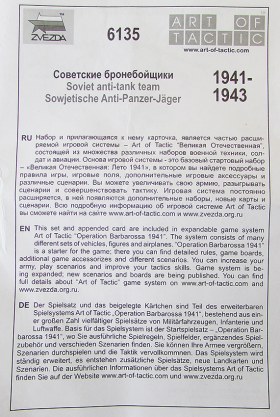 ZVEZDA
6135
ART OF
TACTIC
www.art-of-tactic.com
Советские бронебойщики
Soviet anti-tank team
Sowjetische Anti-Panzer-Jäger
1941-
1943
RU Набор и прилагающаяся к нему карточка, является частью расши-
ряемой игровой системы – Art of Tactic "Великая Отечественная",
состоящей из множества различных наборов военной техники, сол-
дат и авиации. Основа игровой системы - это базовый стартовый набор
– «Великая Отечественная: Лето 1941», в котором вы найдете подробные
правила игры, игровые поля, дополнительные игровые аксессуары и
различные сценарии. Вы можете увеличивать свою армию, разыгрывать
сценарии и совершенствовать тактику. Игровая система постоянно
расширяется, в ней появляются дополнительные наборы, новые карты и
сценарии. Всю подробную информацию об игровой системе Art of Tactic
вы сможете найти на сайте www.art-of-tactic.com и www.zvezda.org.ru
EN This set and appended card are included in expandable game system
Art of Tactic "Operation Barbarossa 1941". The system consists of many
different sets of vehicles, figures and airplanes. "Operation Barbarossa 1941"
is a starter for the game; there you can find detailed rules, game boards,
additional game accessories and different scenarios. You can increase your
army, play scenarios and improve your tactics skills. Game system is be-
ing expanded, new scenarios and boards are being published. You can find
full details about "Art of Tactic" game system on www.art-of-tactic.com and
www.zvezda.org.ru
DE Der Spielsatz und das beigelegte Kärtchen sind Teil des erweiterbaren
Spielsystems Art of Tactic „Operation Barbarossa 1941", bestehend aus ein-
er großen Zahl vielfältiger Spielsätze von Militärfahrzeugen, Infanterie und
Luftwaffe. Basis für das Spielsystem ist der Startspielsatz – „Operation Bar-
barossa 1941", wo Sie ausführliche Spielregeln, Spielfelder, ergänzendes Spiel-
zubehör und verschieden Szenarien finden. Sie können Ihre Armee vergrößern,
Szenarien durchspielen und die Taktik vervollkommnen. Das Spielsystem wird
ständig erweitert, es entstehen zusätzliche Spielsätze, neue Landkarten und
Szenarien. Die ausführlichen Informationen über das Spielsystems Art of Tactic
finden Sie auf der Website www.art-of-tactic.com und www.zvezda.org.ru